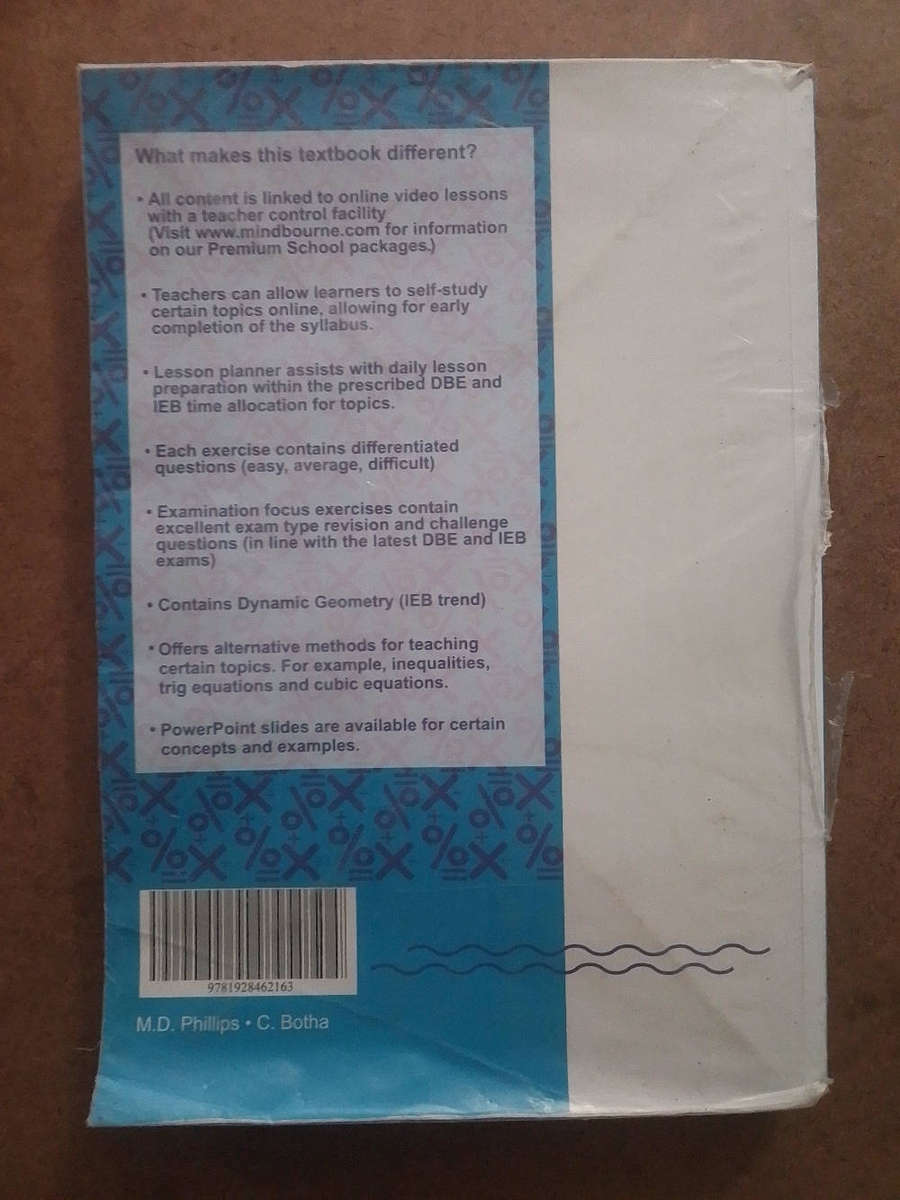 What makes this textbook different?
• All content is linked to online video lessons
with a teacher control facility
(Visit www.mindbourne.com for information
on our Premium School packages.)
• Teachers can allow learners to self-study
certain topics online, allowing for early
completion of the syllabus.
• Lesson planner assists with daily lesson
preparation within the prescribed DBE and
IEB time allocation for topics.
• Each exercise contains differentiated
questions (easy, average, difficult)
• Examination focus exercises contain
excellent exam type revision and challenge
questions (in line with the latest DBE and IEB
exams)
• Contains Dynamic Geometry (IEB trend)
• Offers alternative methods for teaching
certain topics. For example, inequalities,
trig equations and cubic equations.
• PowerPoint slides are available for certain
concepts and examples.
9781928462163
M.D. Phillips • C. Botha